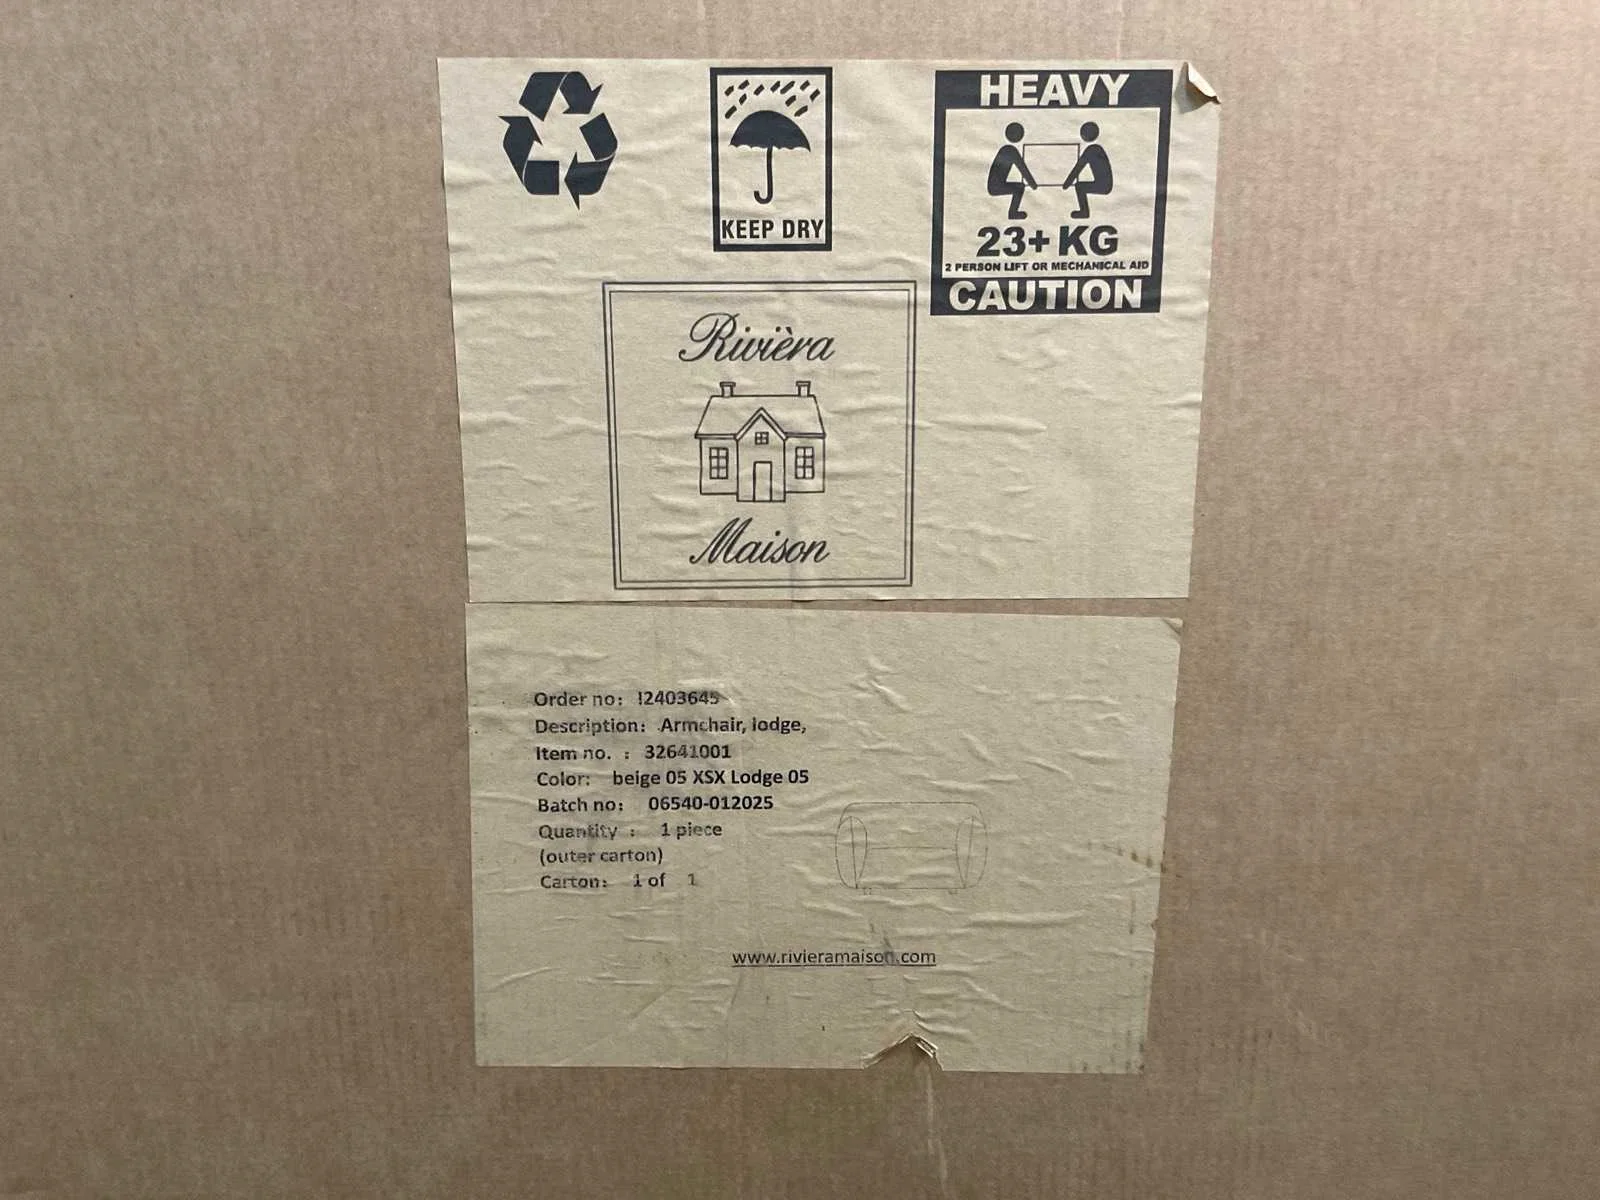 HEAVY
KEEP DRY
23+ KG
2 PERSON LIFT OR MECHANICAL AID
CAUTION
Rivièra
Maison
Order no: I2403645
Description: Armchair, lodge,
Item no. : 32641001
Color: beige 05 XSX Lodge 05
Batch no: 06540-012025
Quantity : 1 piece
(outer carton)
Carton: 1 of 1
www.rivieramaison.com